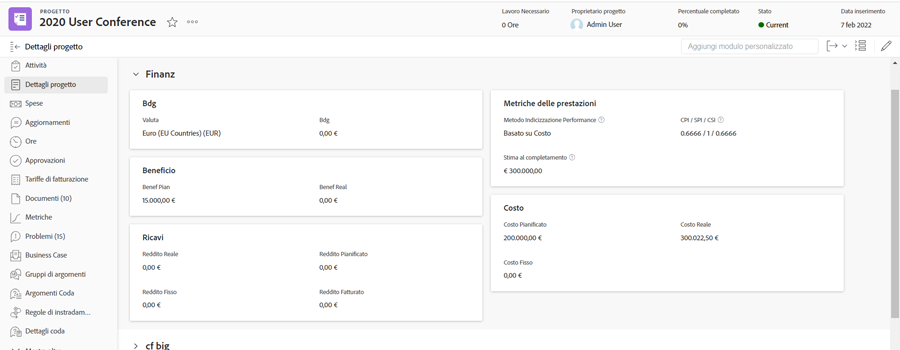 PROGETTO
2020 User Conference
Lavoro Necessario
0 Ore
Proprietario progetto
Admin User
Percentuale completato
0%
Stato
Current
Data inserimento
7 feb 2022
Dettagli progetto
Aggiungi modulo personalizzato
Attività
Dettagli progetto
Spese
Aggiornamenti
Ore
Approvazioni
Tariffe di fatturazione
Documenti (10)
Metriche
Problemi (15)
Business Case
Gruppi di argomenti
Argomenti Coda
Regole di instradam...
Dettagli coda
Finanz
Bdg
Valuta
Euro (EU Countries) (EUR)
Bdg
0,00 €
Beneficio
Benef Pian
15.000,00 €
Benef Real
0,00 €
Ricavi
Reddito Reale
0,00 €
Reddito Pianificato
0,00 €
Reddito Fisso
0,00 €
Reddito Fatturato
0,00 €
Metriche delle prestazioni
Metodo Indicizzazione Performance
Basato su Costo
CPI / SPI / CSI
0.6666 / 1 / 0.6666
Stima al completamento
€ 300.000,00
Costo
Costo Pianificato
200.000,00 €
Costo Reale
300.022,50 €
Costo Fisso
0,00 €
cf big